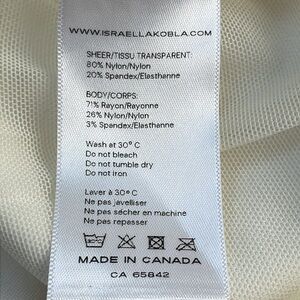 WWW.ISRAELLAKOBLA.COM
SHEER/TISSU TRANSPARENT:
80% Nylon/Nylon
20% Spandex/Elasthanne
BODY/CORPS:
71% Rayon/Rayonne
26% Nylon/Nylon
3% Spandex/Elasthanne
Wash at 30° C
Do not bleach
Do not tumble dry
Do not iron
Laver à 30° C
Ne pas javelliser
Ne pas sécher en machine
Ne pas repasser
MADE IN CANADA
CA 65842